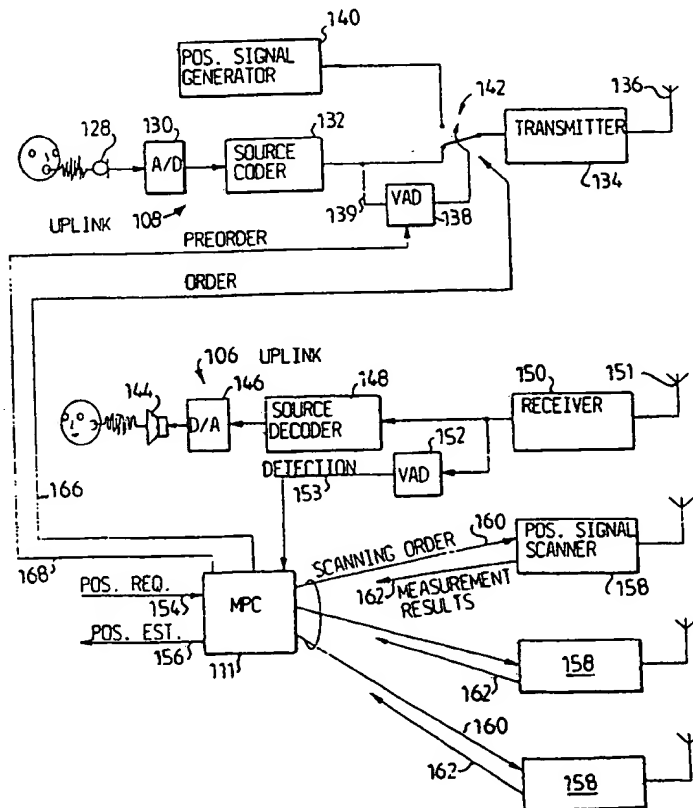 140
POS. SIGNAL
GENERATOR
142
136
128
130
132
A/D
SOURCE
CODER
TRANSMITTER
134
139
VAD
138
UPLINK
108
PREORDER
ORDER
106 UPLINK
144
146
148
150
151
D/A
SOURCE
DECODER
RECEIVER
152
VAD
DETECTION
153
166
168
SCANNING ORDER
160
POS. SIGNAL
SCANNER
158
162
MEASUREMENT
RESULTS
POS. REQ.
154
MPC
POS. EST.
156
111
158
162
160
162
158